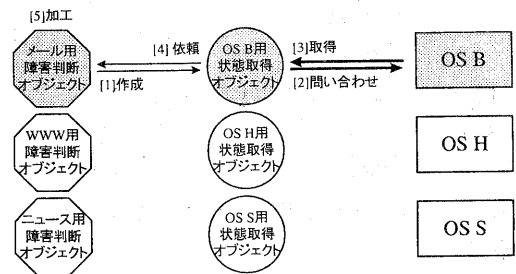 [5]加工
メール用
障害判断
オブジェクト
[4] 依頼
[1]作成
OS B用
状態取得
オブジェクト
[3]取得
[2]問い合わせ
OS B
WWW用
障害判断
オブジェクト
OS H用
状態取得
オブジェクト
OS H
ニュース用
障害判断
オブジェクト
OS S用
状態取得
オブジェクト
OS S